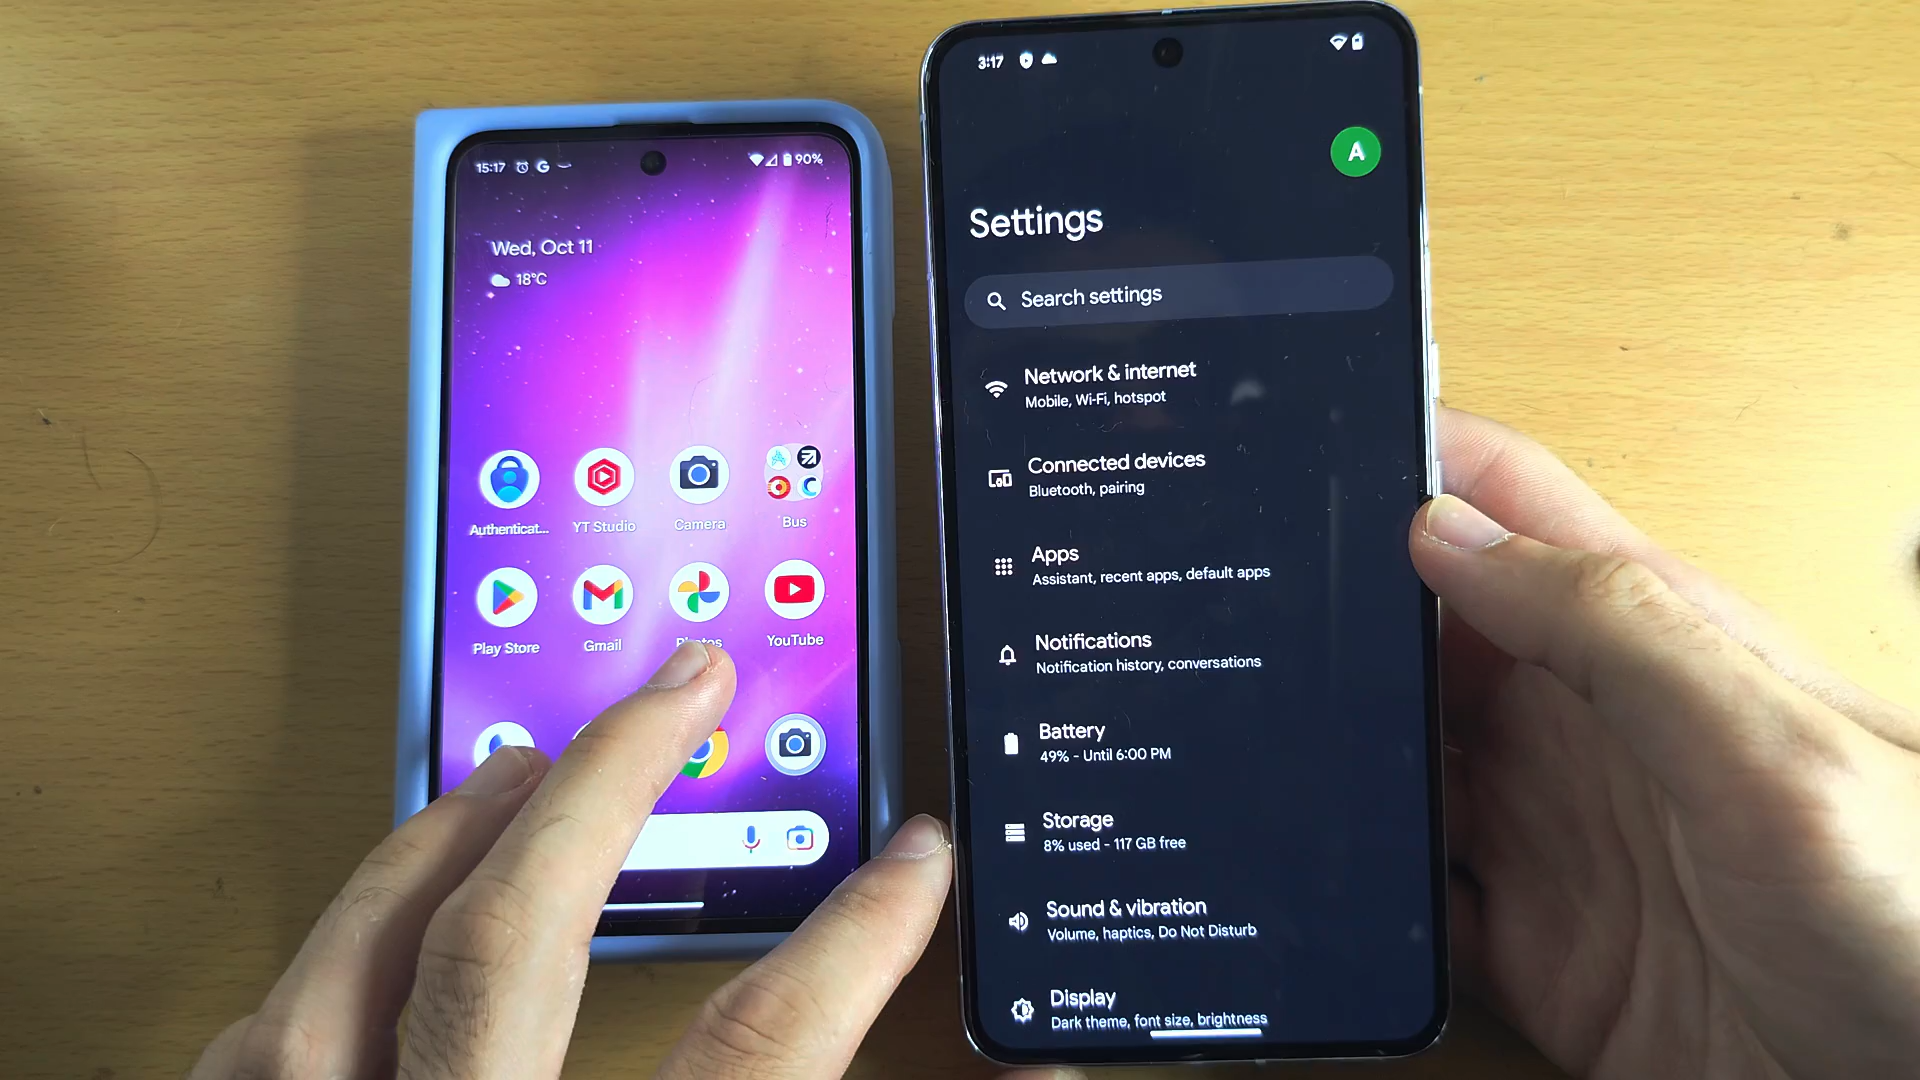 15:17
90%
Wed, Oct 11
18°C
Authenticat...
YT Studio
Camera
Bus
Play Store
Gmail
Photos
YouTube
3:17
A
Settings
Search settings
Network & internet
Mobile, Wi-Fi, hotspot
Connected devices
Bluetooth, pairing
Apps
Assistant, recent apps, default apps
Notifications
Notification history, conversations
Battery
49% - Until 6:00 PM
Storage
8% used - 117 GB free
Sound & vibration
Volume, haptics, Do Not Disturb
Display
Dark theme, font size, brightness